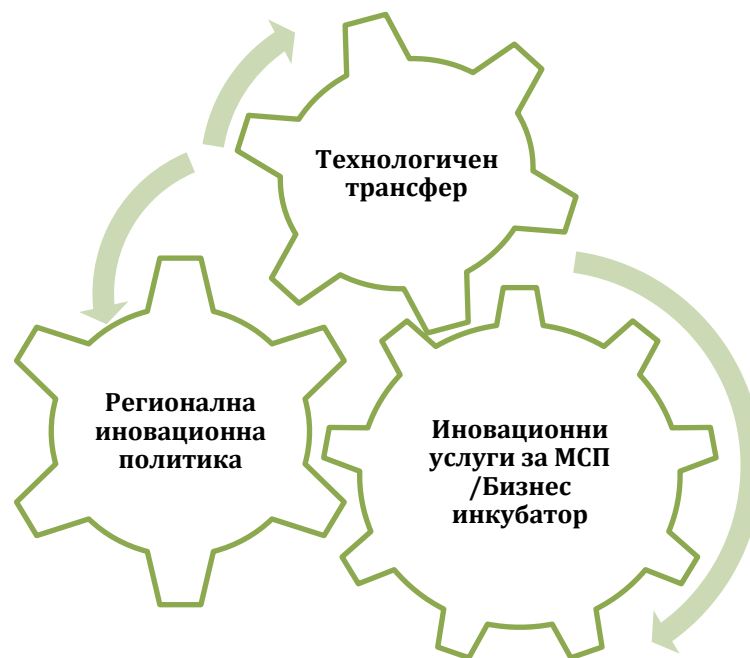 Технологичен
трансфер
Регионална
иновационна
политика
Иновационни
услуги за МСП
/Бизнес
инкубатор